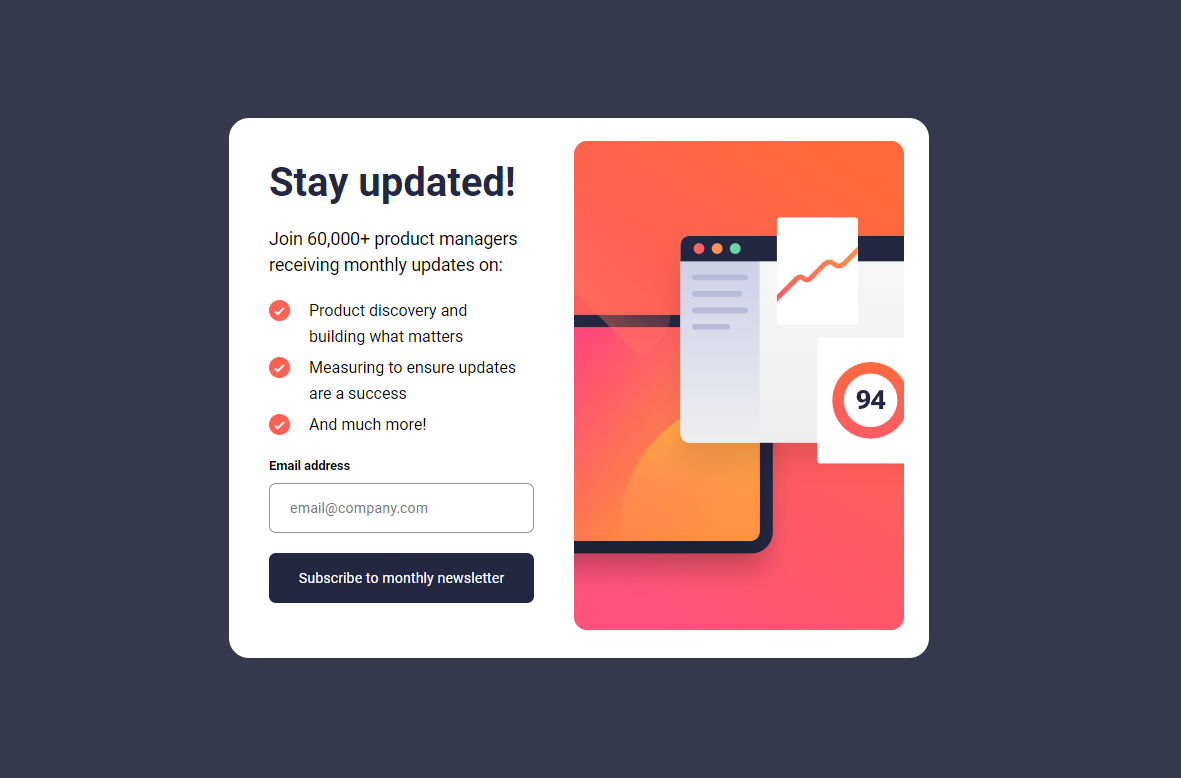 Stay updated!
Join 60,000+ product managers
receiving monthly updates on:
Product discovery and
building what matters
Measuring to ensure updates
are a success
And much more!
Email address
email@company.com
Subscribe to monthly newsletter
94